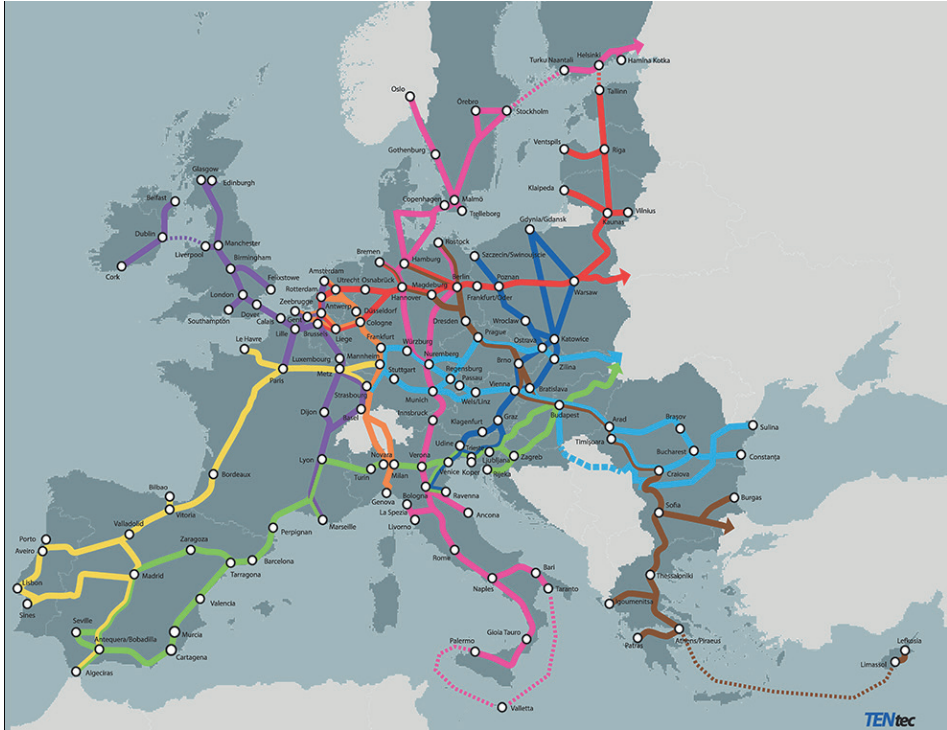 Oslo
Örebro
Stockholm
Turku Naantali
Helsinki
Hamina Kotka
Tallinn
Gothenburg
Ventspils
Riga
Glasgow
Edinburgh
Klaipeda
Belfast
Copenhagen
Malmö
Trelleborg
Kaunas
Vilnius
Dublin
Gdynia/Gdansk
Liverpool
Manchester
Cork
Birmingham
Bremen
Rostock
Hamburg
Szczecin/Swinoujscie
Felixstowe
Amsterdam
Utrecht
Osnabrück
Magdeburg
Berlin
Poznan
Warsaw
London
Rotterdam
Hannover
Frankfurt/Oder
Zeebrugge
Southampton
Dover
Calais
Gent
Antwerp
Düsseldorf
Cologne
Dresden
Wrocław
Lille
Brussels
Liege
Prague
Katowice
Ostrava
Le Havre
Frankfurt
Würzburg
Nuremberg
Luxembourg
Mannheim
Brno
Zilina
Paris
Metz
Stuttgart
Regensburg
Passau
Strasbourg
Munich
Wels/Linz
Vienna
Bratislava
Dijon
Basel
Innsbruck
Klagenfurt
Graz
Budapest
Arad
Braşov
Sulina
Udine
Timişoara
Lyon
Novara
Verona
Trieste
Ljubljana
Zagreb
Bucharest
Constanţa
Turin
Milan
Venice
Koper
Rijeka
Craiova
Bordeaux
Bilbao
Genova
Bologna
Ravenna
Burgas
Vitoria
La Spezia
Ancona
Sofia
Valladolid
Marseille
Livorno
Perpignan
Porto
Zaragoza
Aveiro
Rome
Barcelona
Tarragona
Madrid
Bari
Thessaloniki
Lisbon
Naples
Taranto
Sines
Valencia
Igoumenitsa
Seville
Murcia
Gioia Tauro
Patras
Athens/Piraeus
Antequera/Bobadilla
Palermo
Lefkosia
Cartagena
Limassol
Algeciras
Valletta
TENtec